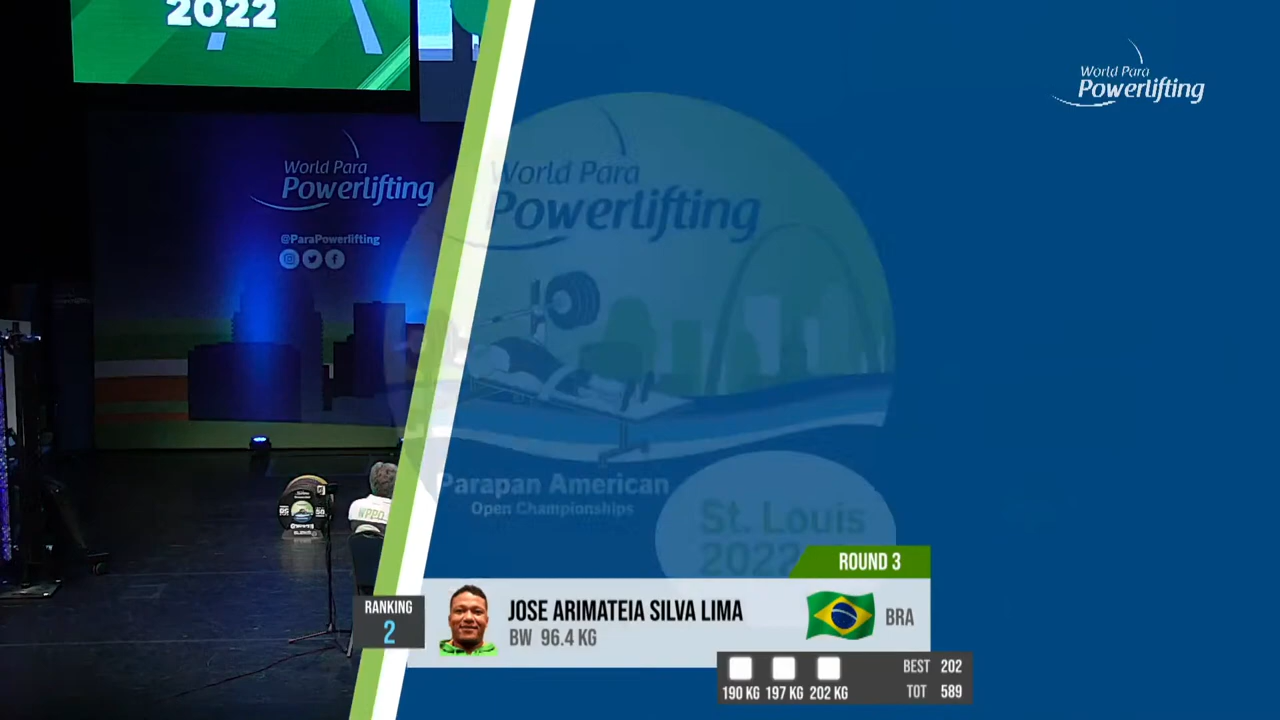 2022
World Para
Powerlifting
World Para
Powerlifting
@ParaPowerlifting
World Para
Powerlifting
Parapan American
Open Championships
St. Louis
2022
WPPO
ROUND 3
RANKING
2
JOSE ARIMATEIA SILVA LIMA
BW 96.4 KG
BRA
190 KG 197 KG 202 KG
BEST 202
TOT 589